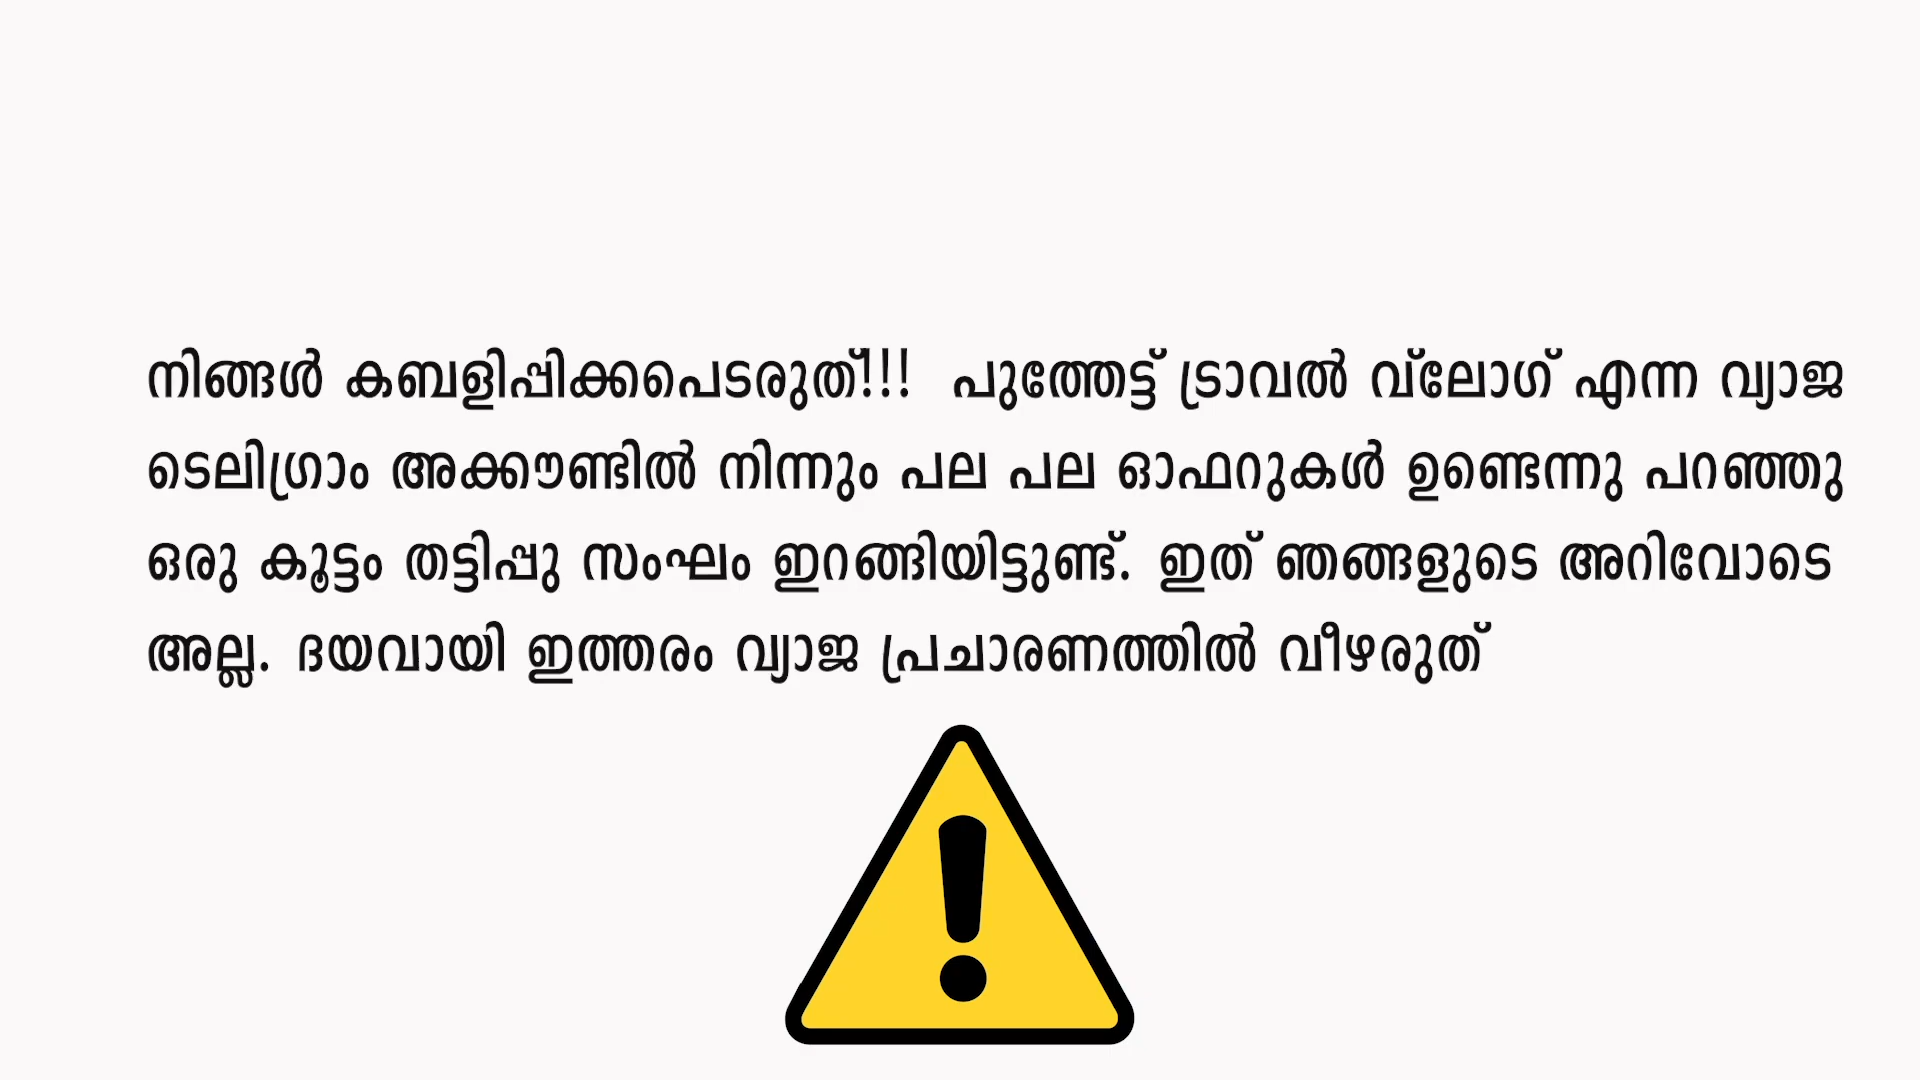 നിങ്ങൾ കബളിപ്പിക്കപെടരുത്!!! പുത്തേട്ട് ട്രാവൽ വ്‌ലോഗ് എന്ന വ്യാജ
ടെലിഗ്രാം അക്കൗണ്ടിൽ നിന്നും പല പല ഓഫറുകൾ ഉണ്ടെന്നു പറഞ്ഞു
ഒരു കൂട്ടം തട്ടിപ്പു സംഘം ഇറങ്ങിയിട്ടുണ്ട്. ഇത് ഞങ്ങളുടെ അറിവോടെ
അല്ല. ദയവായി ഇത്തരം വ്യാജ പ്രചാരണത്തിൽ വീഴരുത്